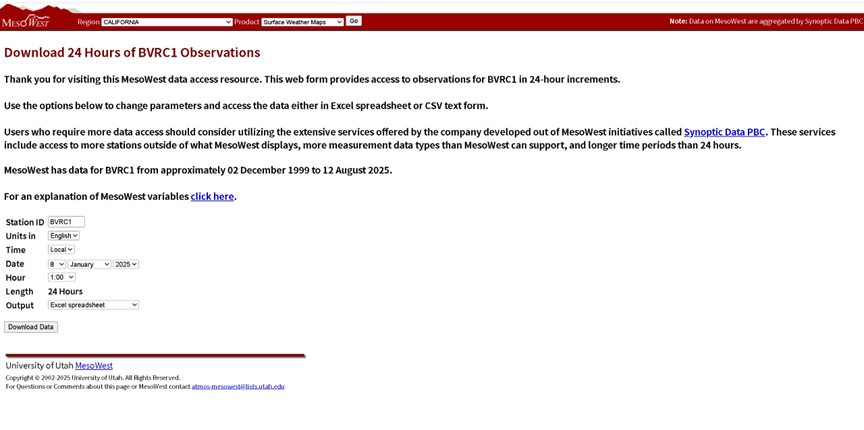 MesoWest Region CALIFORNIA Product Surface Weather Maps Go Note: Data on MesoWest are aggregated by Synoptic Data PBC
Download 24 Hours of BVRC1 Observations
Thank you for visiting this MesoWest data access resource. This web form provides access to observations for BVRC1 in 24-hour increments.
Use the options below to change parameters and access the data either in Excel spreadsheet or CSV text form.
Users who require more data access should consider utilizing the extensive services offered by the company developed out of MesoWest initiatives called Synoptic Data PBC. These services
include access to more stations outside of what MesoWest displays, more measurement data types than MesoWest can support, and longer time periods than 24 hours.
MesoWest has data for BVRC1 from approximately 02 December 1999 to 12 August 2025.
For an explanation of MesoWest variables click here.
Station ID BVRC1
Units in English
Time Local
Date 8 January 2025
Hour 1:00
Length 24 Hours
Output Excel spreadsheet
Download Data
University of Utah MesoWest
Copyright © 2002-2025 University of Utah. All Rights Reserved.
For Questions or Comments about this page or MesoWest contact atmos-mesowest@lists.utah.edu